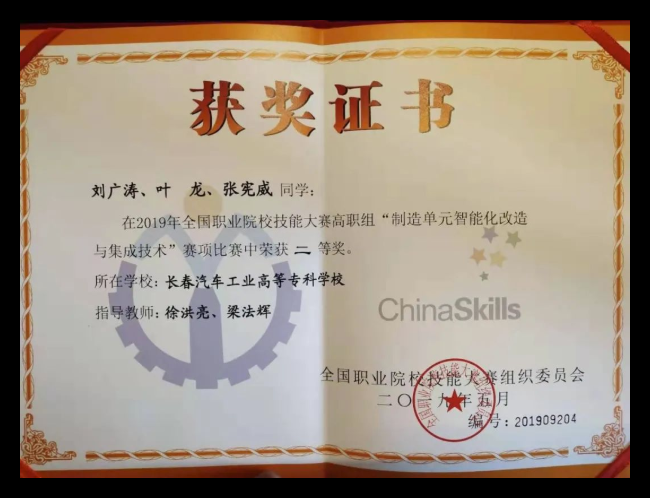 获奖证书
刘广涛、叶 龙、张宪威 同学:
在2019年全国职业院校技能大赛高职组“制造单元智能化改造
与集成技术”赛项比赛中荣获 二 等奖。
所在学校: 长春汽车工业高等专科学校
指导教师: 徐洪亮、梁法辉
ChinaSkills
全国职业院校技能大赛组织委员会
二〇一九年五月
编号: 201909204